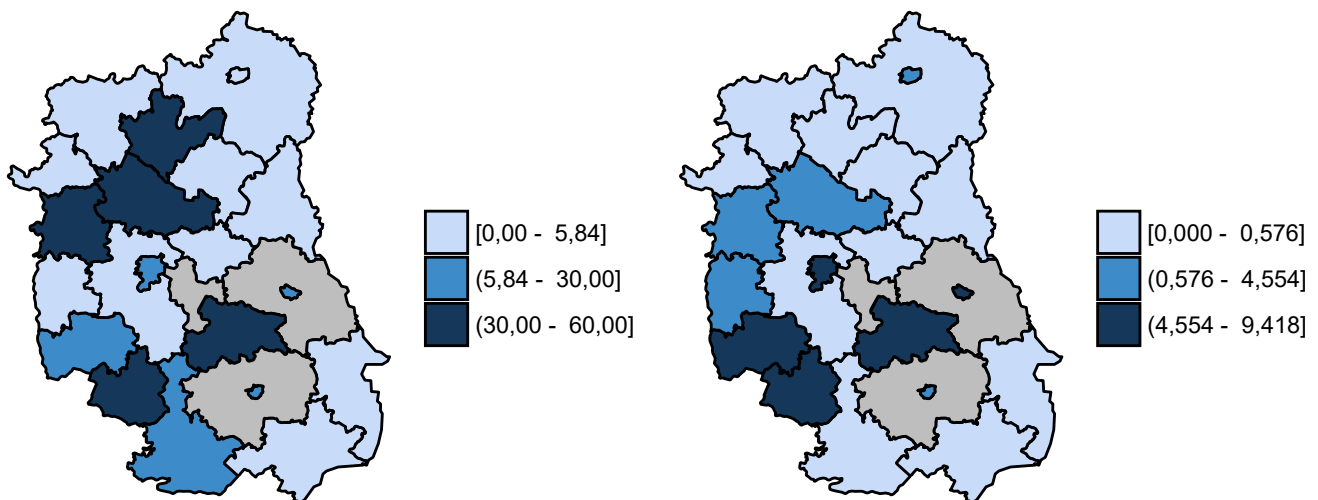 [0,00 - 5,84]
(5,84 - 30,00]
(30,00 - 60,00]
[0,000 - 0,576]
(0,576 - 4,554]
(4,554 - 9,418]